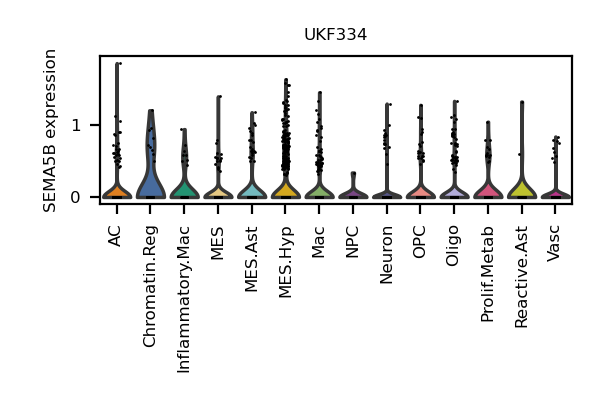 UKF334
SEMA5B expression
1
0
AC
Chromatin.Reg
Inflammatory.Mac
MES
MES.Ast
MES.Hyp
Mac
NPC
Neuron
OPC
Oligo
Prolif.Metab
Reactive.Ast
Vasc